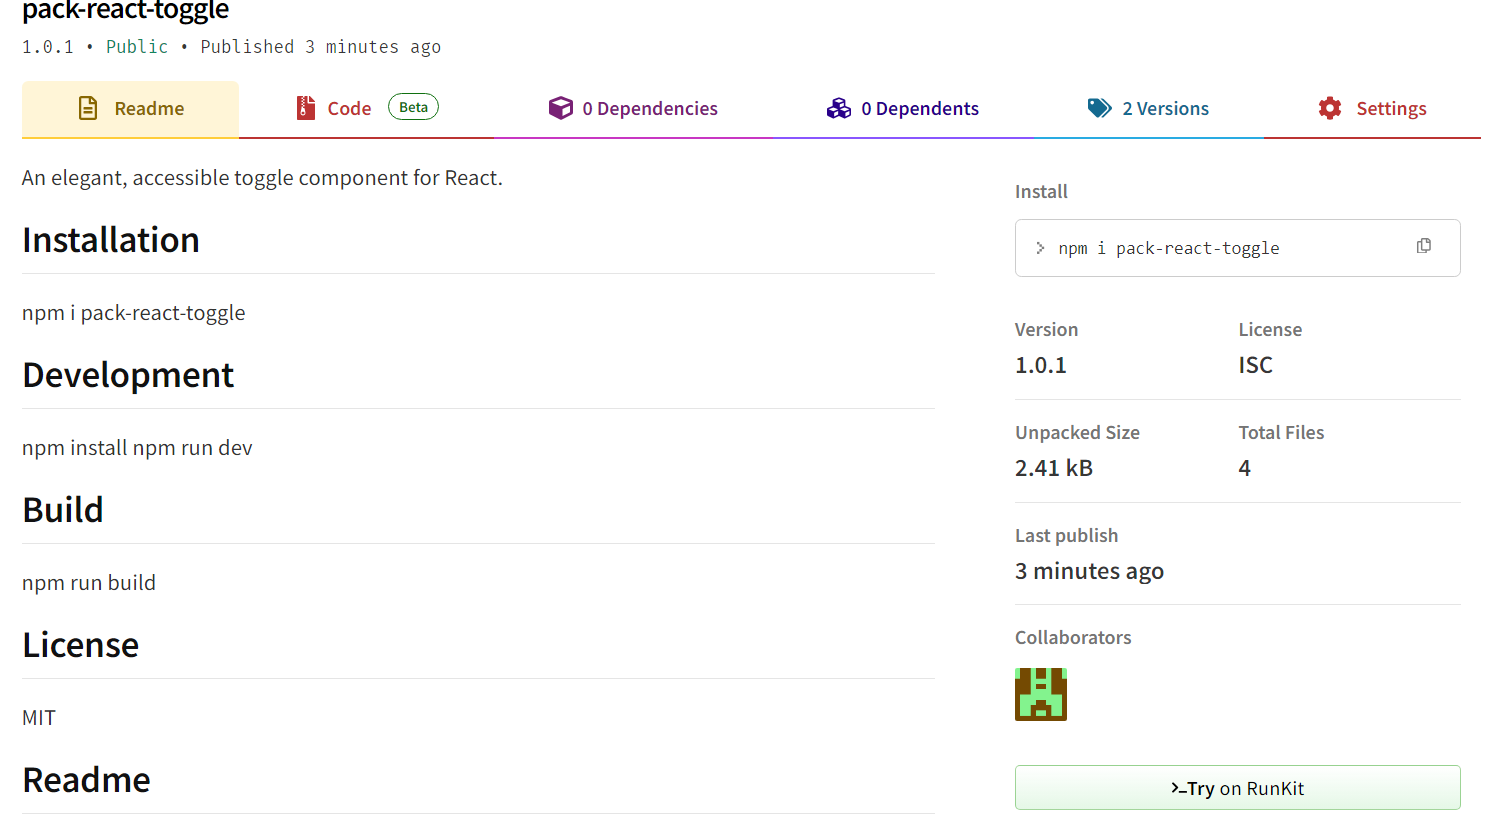 pack-react-toggle
1.0.1 • Public • Published 3 minutes ago
Readme
Code Beta
0 Dependencies
0 Dependents
2 Versions
Settings
An elegant, accessible toggle component for React.
Installation
npm i pack-react-toggle
Development
npm install npm run dev
Build
npm run build
License
MIT
Readme
Install
> npm i pack-react-toggle
Version
1.0.1
License
ISC
Unpacked Size
2.41 kB
Total Files
4
Last publish
3 minutes ago
Collaborators
>_Try on RunKit